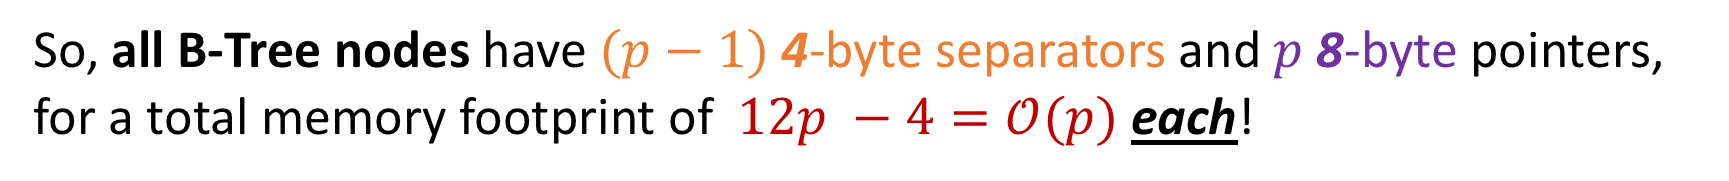 So, all B-Tree nodes have (p − 1) 4-byte separators and p 8-byte pointers,
for a total memory footprint of 12p − 4 = 𝒪(p) each!